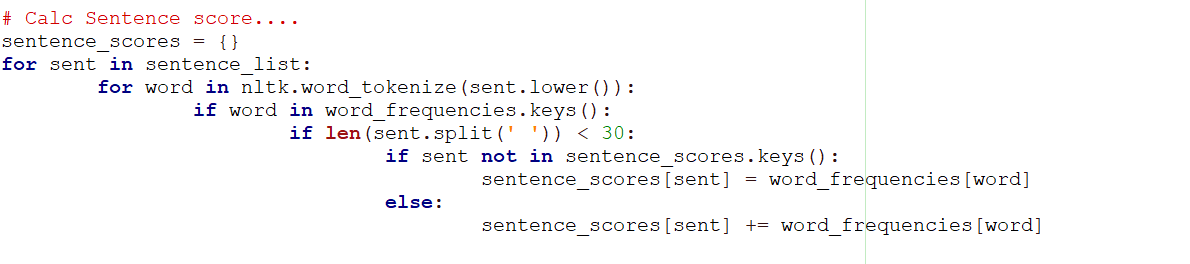 # Calc Sentence score....
sentence_scores = {}
for sent in sentence_list:
        for word in nltk.word_tokenize(sent.lower()):
                if word in word_frequencies.keys():
                        if len(sent.split(' ')) < 30:
                                if sent not in sentence_scores.keys():
                                        sentence_scores[sent] = word_frequencies[word]
                                else:
                                        sentence_scores[sent] += word_frequencies[word]